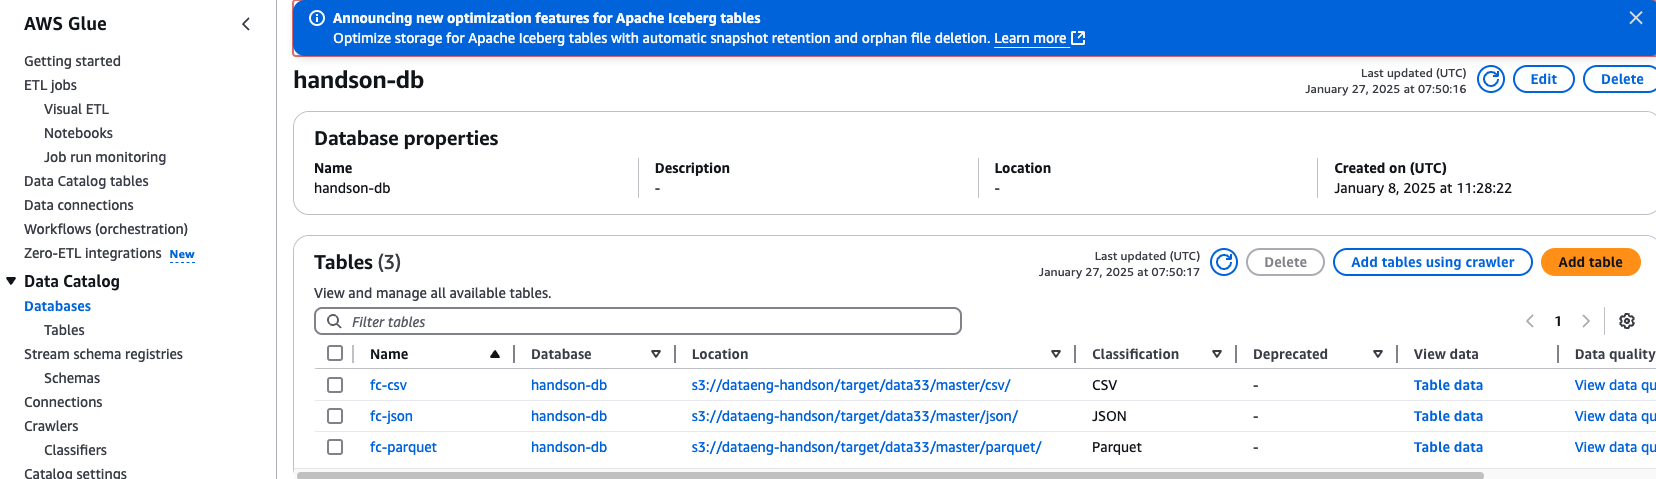 AWS Glue
Getting started
ETL jobs
Visual ETL
Notebooks
Job run monitoring
Data Catalog tables
Data connections
Workflows (orchestration)
Zero-ETL integrations New
Data Catalog
Databases
Tables
Stream schema registries
Schemas
Connections
Crawlers
Classifiers
Catalog settings
Announcing new optimization features for Apache Iceberg tables
Optimize storage for Apache Iceberg tables with automatic snapshot retention and orphan file deletion. Learn more
handson-db
Last updated (UTC)
January 27, 2025 at 07:50:16
Edit
Delete
Database properties
Name
handson-db
Description
-
Location
-
Created on (UTC)
January 8, 2025 at 11:28:22
Tables (3)
View and manage all available tables.
Last updated (UTC)
January 27, 2025 at 07:50:17
Delete
Add tables using crawler
Add table
Filter tables
1
Name Database Location Classification Deprecated View data Data quality
fc-csv handson-db s3://dataeng-handson/target/data33/master/csv/ CSV - Table data View data qu
fc-json handson-db s3://dataeng-handson/target/data33/master/json/ JSON - Table data View data qu
fc-parquet handson-db s3://dataeng-handson/target/data33/master/parquet/ Parquet - Table data View data qu